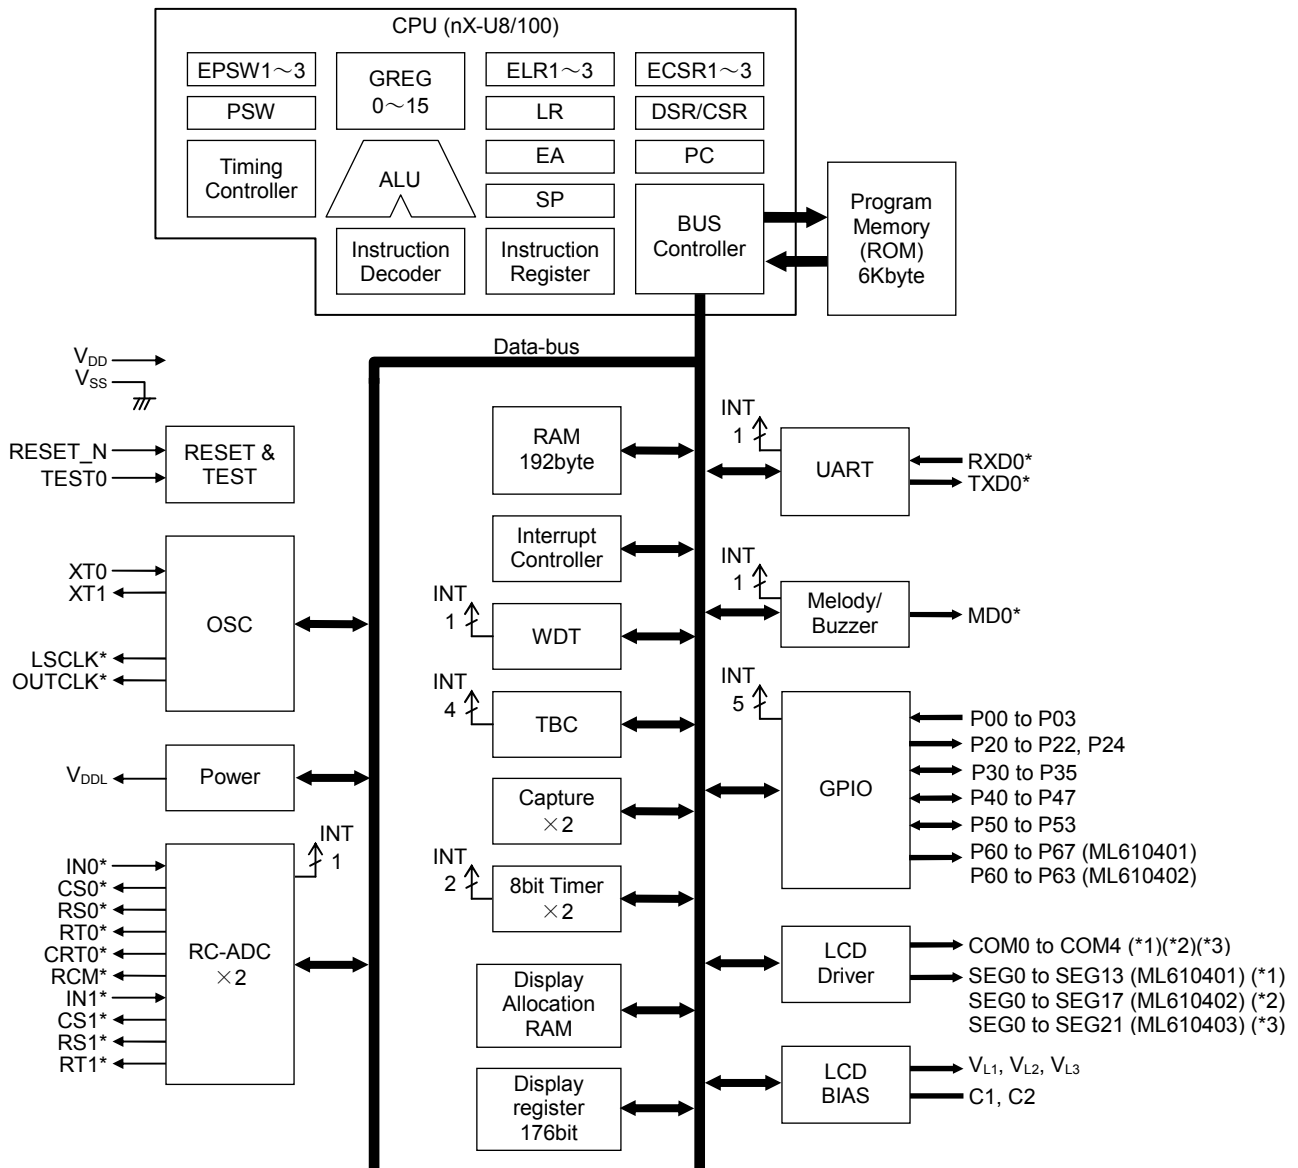 CPU (nX-U8/100)
EPSW1～3
GREG
0～15
ELR1～3
ECSR1～3
PSW
LR
DSR/CSR
Timing
Controller
ALU
EA
PC
SP
BUS
Controller
Program
Memory
(ROM)
6Kbyte
Instruction
Decoder
Instruction
Register
Data-bus
VDD
VSS
RESET_N
TEST0
RESET &
TEST
XT0
XT1
LSCLK*
OUTCLK*
OSC
VDDL
Power
IN0*
CS0*
RS0*
RT0*
CRT0*
RCM*
IN1*
CS1*
RS1*
RT1*
RC-ADC
×2
INT
1
RAM
192byte
Interrupt
Controller
INT
1
WDT
INT
4
TBC
Capture
×2
INT
2
8bit Timer
×2
Display
Allocation
RAM
Display
register
176bit
INT
1
UART
RXD0*
TXD0*
INT
1
Melody/
Buzzer
MD0*
INT
5
GPIO
P00 to P03
P20 to P22, P24
P30 to P35
P40 to P47
P50 to P53
P60 to P67 (ML610401)
P60 to P63 (ML610402)
LCD
Driver
COM0 to COM4 (*1)(*2)(*3)
SEG0 to SEG13 (ML610401) (*1)
SEG0 to SEG17 (ML610402) (*2)
SEG0 to SEG21 (ML610403) (*3)
LCD
BIAS
VL1, VL2, VL3
C1, C2